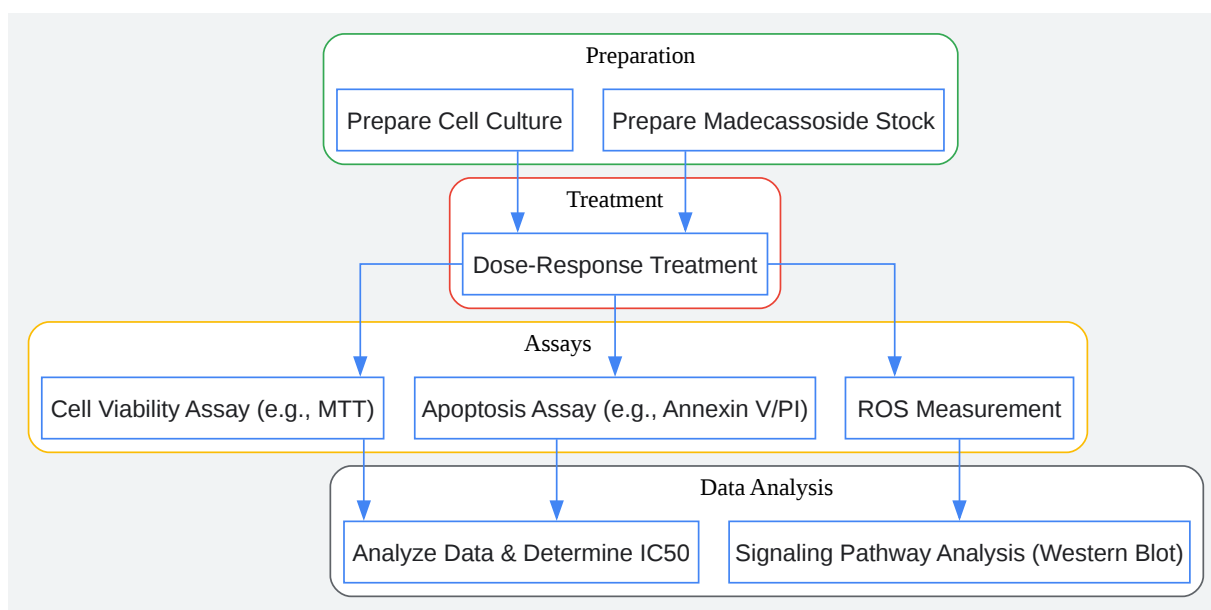 Preparation
Prepare Cell Culture
Prepare Madecassoside Stock
Treatment
Dose-Response Treatment
Assays
Cell Viability Assay (e.g., MTT)
Apoptosis Assay (e.g., Annexin V/PI)
ROS Measurement
Data Analysis
Analyze Data & Determine IC50
Signaling Pathway Analysis (Western Blot)